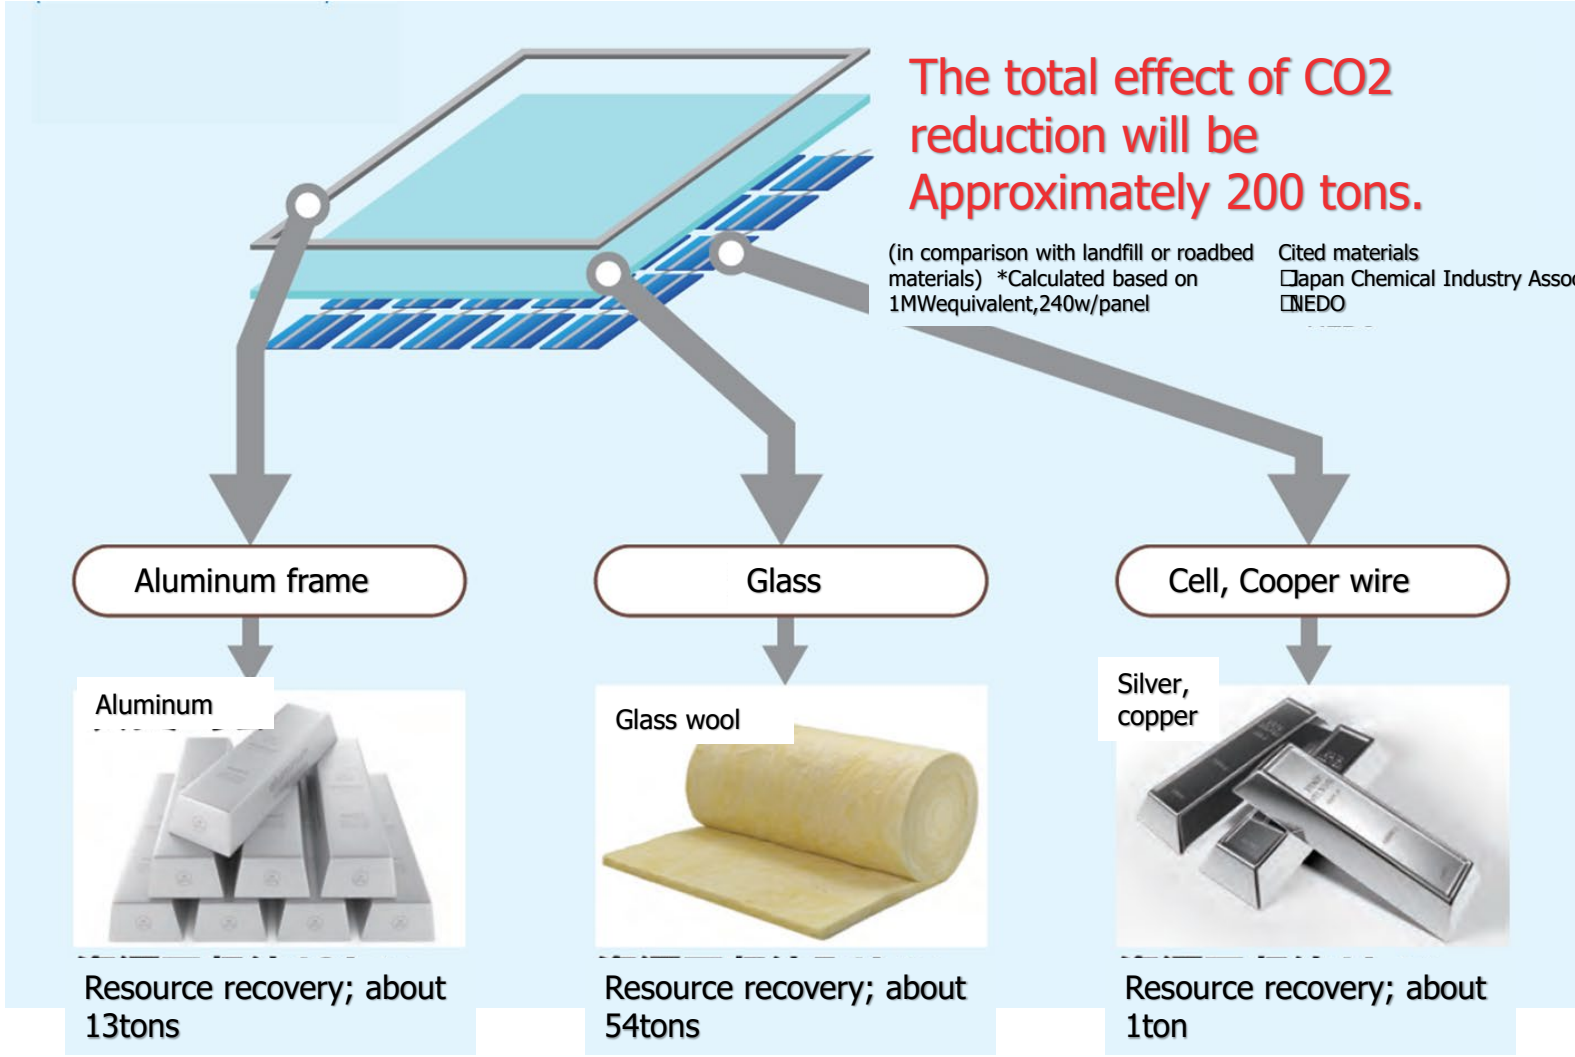 The total effect of CO2
reduction will be
Approximately 200 tons.
(in comparison with landfill or roadbed
materials) *Calculated based on
1MWequivalent,240w/panel
Cited materials
□Japan Chemical Industry Assoc
□NEDO
Aluminum frame
Glass
Cell, Cooper wire
Aluminum
Glass wool
Silver,
copper
Resource recovery; about
13tons
Resource recovery; about
54tons
Resource recovery; about
1ton